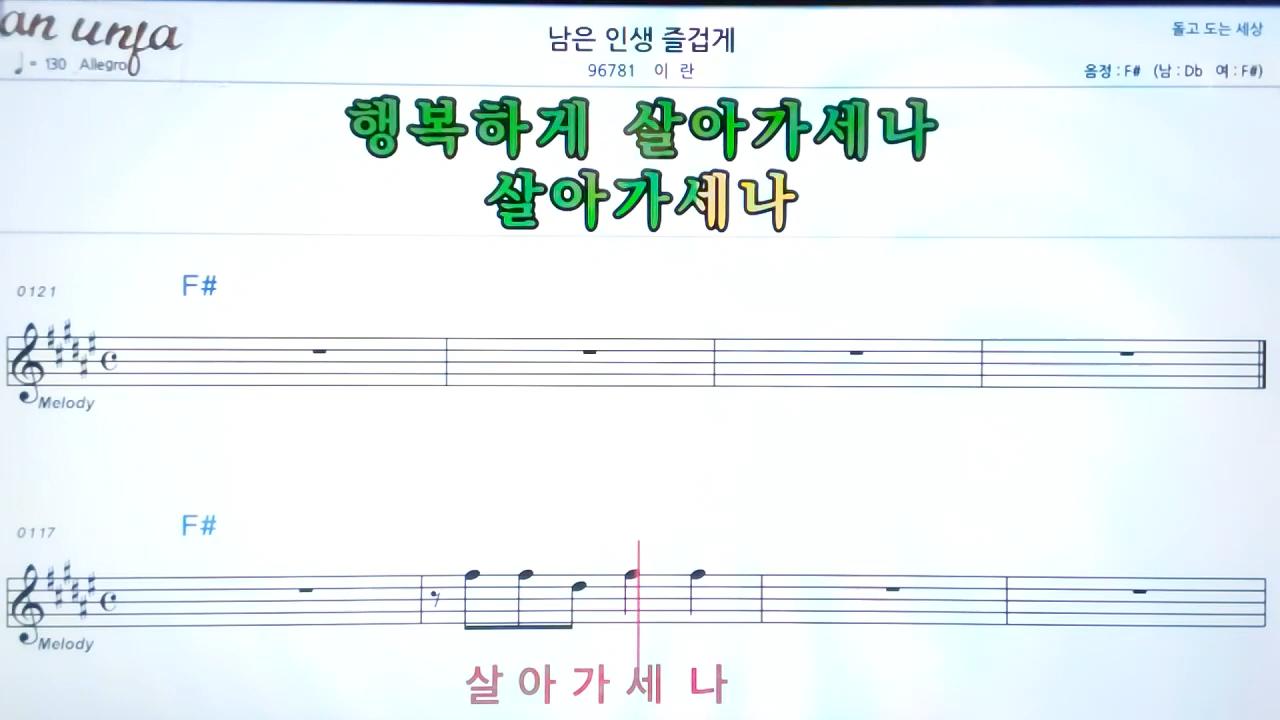 ♩= 130 Allegro
남은 인생 즐겁게
96781 이 란
돌고 도는 세상
음정 : F# (남 : Db 여 : F#)
행복하게 살아가세나
살아가세나
0121
F#
Melody
0117
F#
Melody
살 아 가 세 나